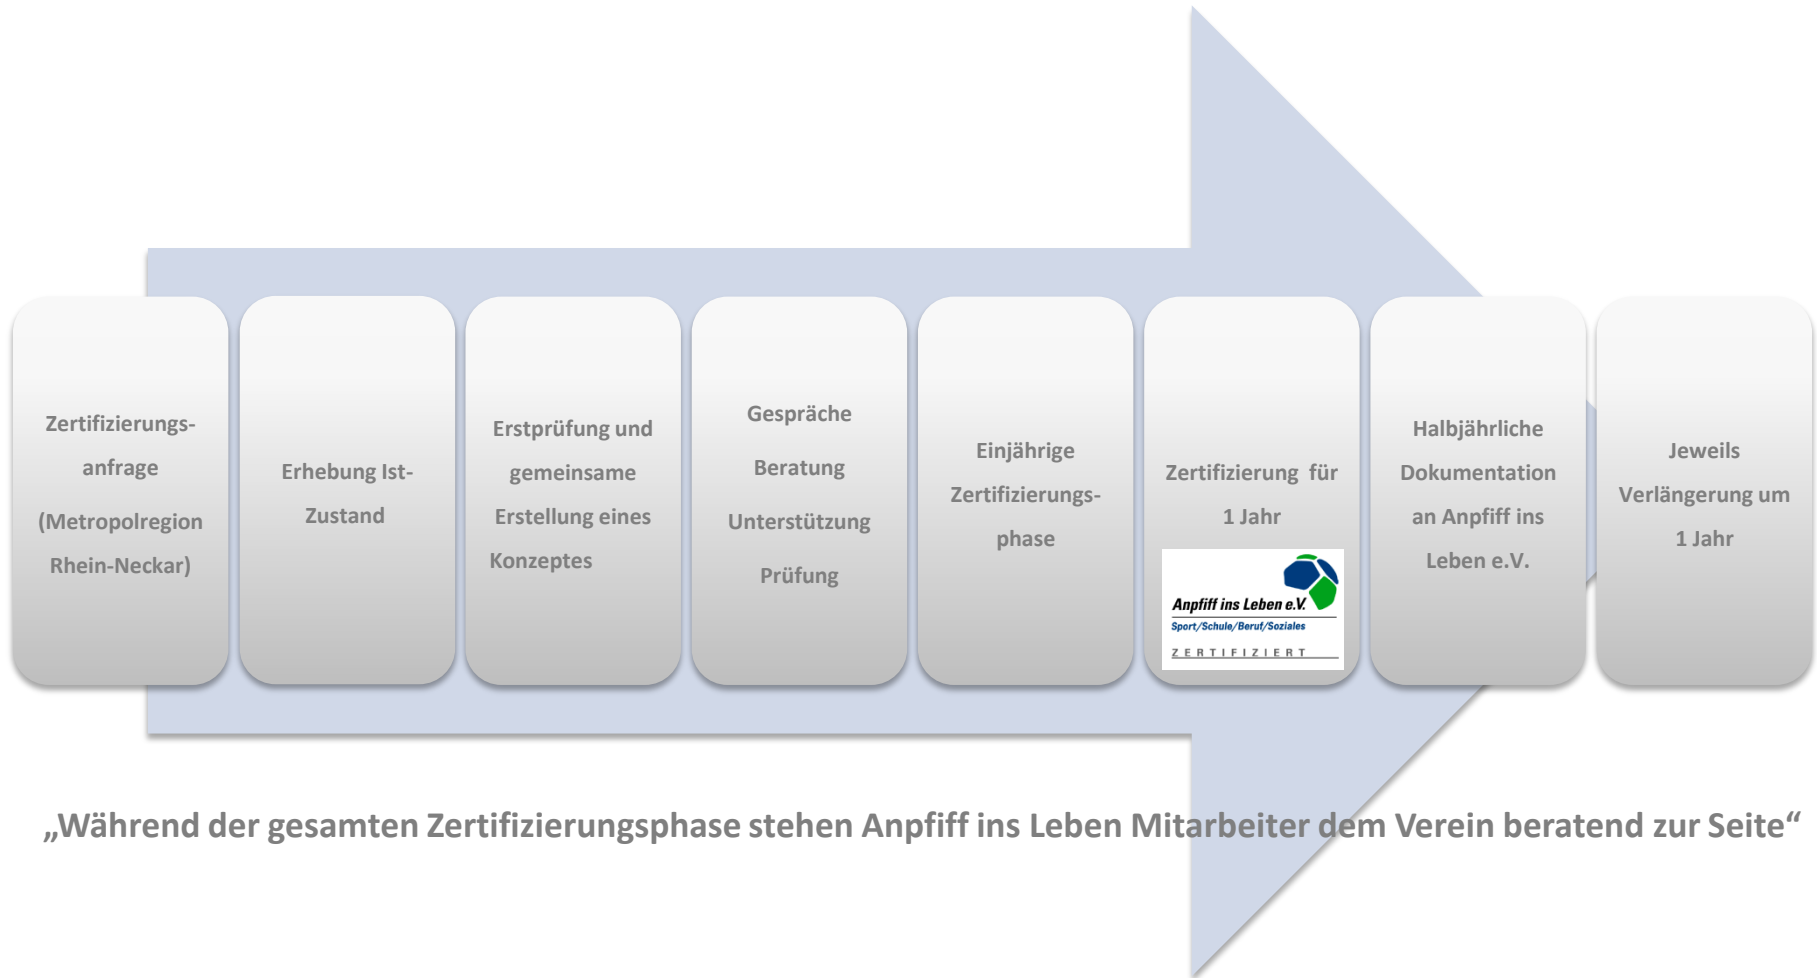 Zertifizierungs-
anfrage
(Metropolregion
Rhein-Neckar)
Erhebung Ist-
Zustand
Erstprüfung und
gemeinsame
Erstellung eines
Konzeptes
Gespräche
Beratung
Unterstützung
Prüfung
Einjährige
Zertifizierungs-
phase
Zertifizierung für
1 Jahr
Anpfiff ins Leben e.V.
Sport/Schule/Beruf/Soziales
ZERTIFIZIERT
Halbjährliche
Dokumentation
an Anpfiff ins
Leben e.V.
Jeweils
Verlängerung um
1 Jahr
„Während der gesamten Zertifizierungsphase stehen Anpfiff ins Leben Mitarbeiter dem Verein beratend zur Seite“